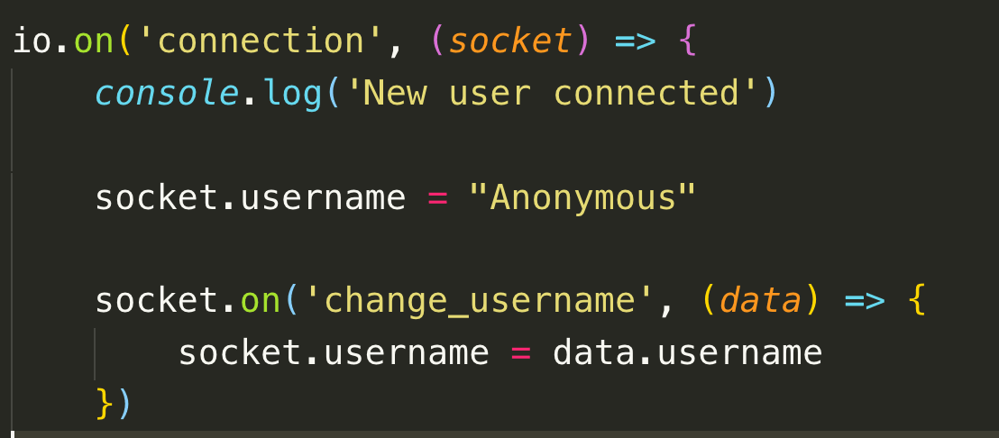 io.on('connection', (socket) => {
    console.log('New user connected')

    socket.username = "Anonymous"

    socket.on('change_username', (data) => {
        socket.username = data.username
    })